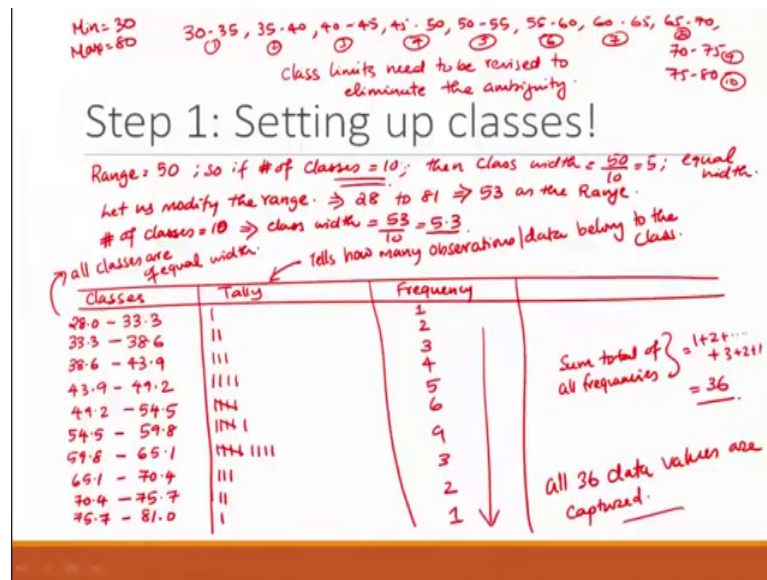 Min= 30
Max= 80
30-35, 35-40, 40-45, 45-50, 50-55, 55-60, 60-65, 65-70,
① ② ③ ④ ⑤ ⑥ ⑦ ⑧
70-75 ⑨
75-80 ⑩
Class limits need to be revised to
eliminate the ambiguity.
Step 1: Setting up classes!
Range = 50 ; so if # of classes = 10; then class width = 50/10 = 5; equal width.
Let us modify the range. ⇒ 28 to 81 ⇒ 53 as the Range.
# of classes = 10 ⇒ class width = 53/10 = 5.3
all classes are of equal width.
tells how many observations/data belong to the class.
Classes Tally Frequency
28.0 - 33.3 | 1
33.3 - 38.6 || 2
38.6 - 43.9 ||| 3
43.9 - 49.2 |||| 4
49.2 - 54.5 5
54.5 - 59.8 | 6
59.8 - 65.1 |||| 9
65.1 - 70.4 ||| 3
70.4 - 75.7 || 2
75.7 - 81.0 | 1
Sum total of all frequencies } = 1+2+.... +3+2+1
= 36
all 36 data values are
captured.